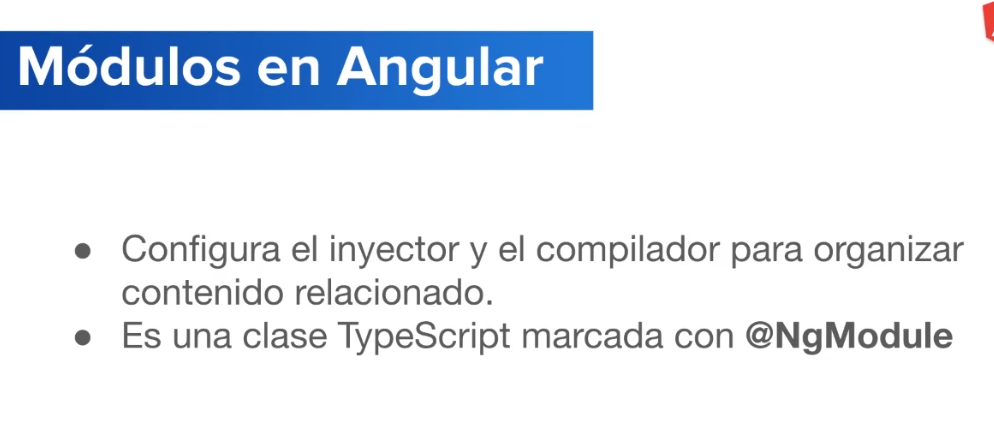 Módulos en Angular
● Configura el inyector y el compilador para organizar
contenido relacionado.
● Es una clase TypeScript marcada con @NgModule